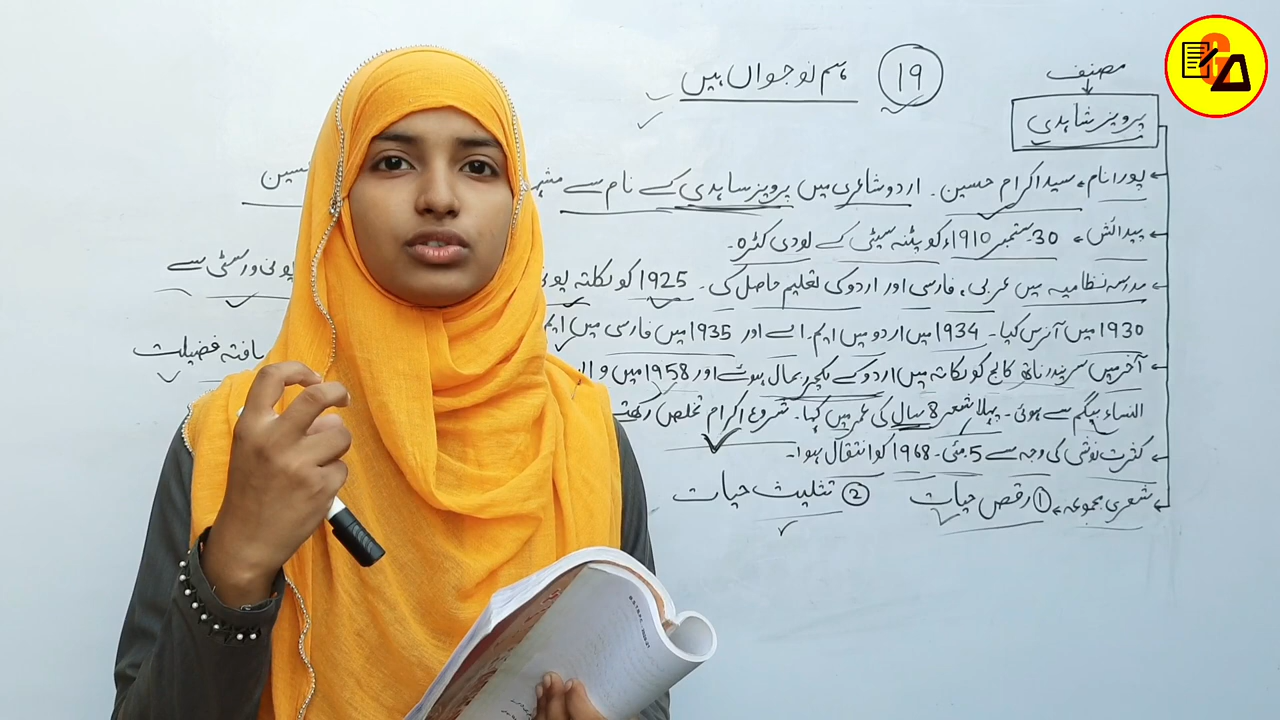 ہم نوجواں ہیں 19
مصنف
پرویز شاہدی
پورا نام، سید اکرام حسین۔ اردو شاعری میں پرویز شاہدی کے نام سے
پیدائش، 30 ستمبر 1910ء کو پٹنہ سیٹی کے لودی کٹرہ۔
مدرسہ نظامیہ میں عربی، فارسی اور اردو کی تعلیم حاصل کی۔ 1925 کو کلکتہ یونی ورسٹی سے
1930 میں آنرس کیا۔ 1934 میں اردو میں ایم۔اے اور 1935 میں فارسی میں ایم
آخر میں سریندر ناتھ کالج کولکاتہ میں اردو کے لکچرر بحال ہوئے اور 1958 میں یافتہ فضیلت
النساء بیگم سے ہوئی۔ پہلا شعر 8 سال کی عمر میں کہا۔ شروع اکرام تخلص رکھتے
کثرت نوشی کی وجہ سے 5 مئی۔ 1968 کو انتقال ہوا۔
شعری مجموعہ، ① رقص حیات ② تثلیث حیات